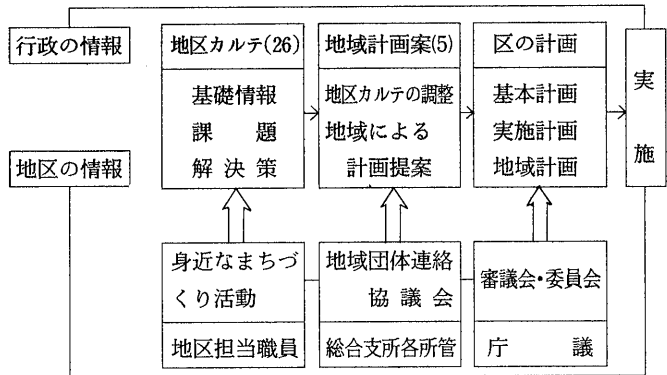 行政の情報
地区の情報
地区カルテ(26)
基礎情報
課題
解決策
地域計画案(5)
地区カルテの調整
地域による
計画提案
区の計画
基本計画
実施計画
地域計画
実施
身近なまちづ
くり活動
地区担当職員
地域団体連絡
協議会
総合支所各所管
審議会・委員会
庁議